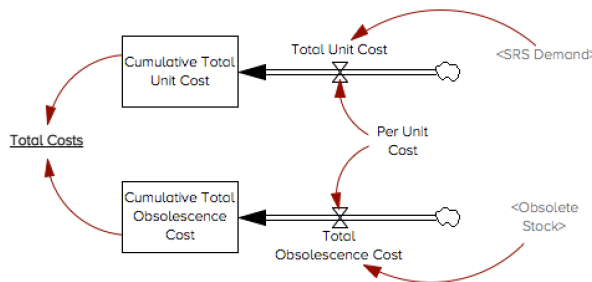 Total Unit Cost
<SRS Demand>
Cumulative Total
Unit Cost
Total Costs
Per Unit
Cost
Cumulative Total
Obsolescence
Cost
<Obsolete
Stock>
Total
Obsolescence Cost